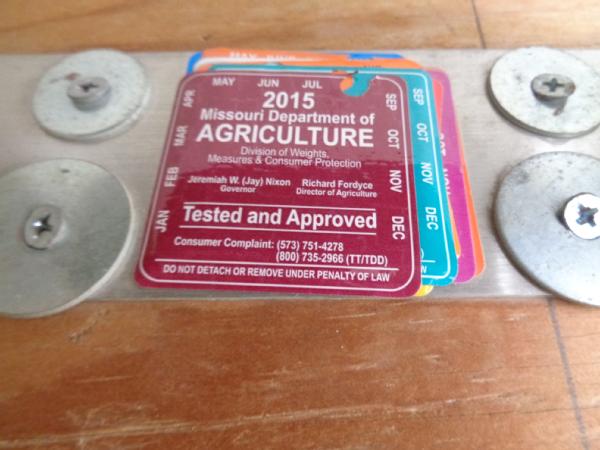 MAY JUN JUL
APR
MAR
FEB
JAN
2015
Missouri Department of
AGRICULTURE
Division of Weights,
Measures & Consumer Protection
Jeremiah W. (Jay) Nixon
Governor
Richard Fordyce
Director of Agriculture
Tested and Approved
Consumer Complaint: (573) 751-4278
(800) 735-2966 (TT/TDD)
DO NOT DETACH OR REMOVE UNDER PENALTY OF LAW
SEP
OCT
NOV
DEC
SEP
OCT
NOV
DEC